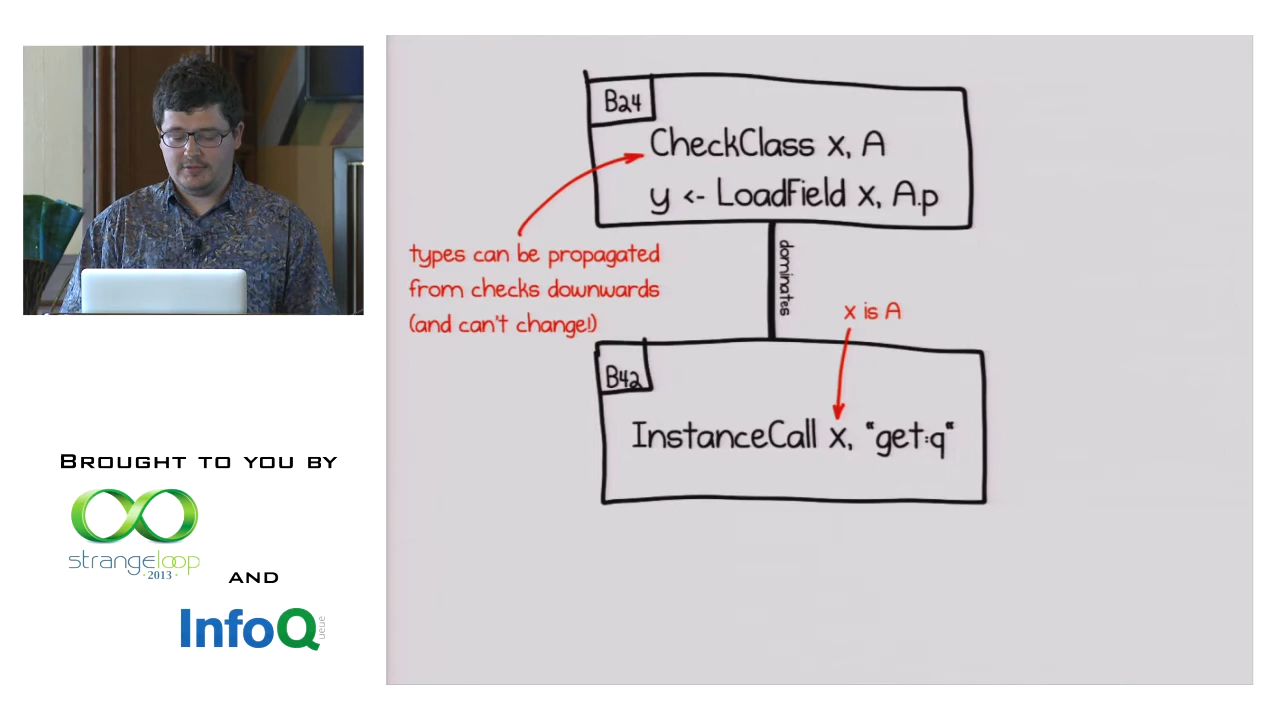 B24
CheckClass x, A
y <- LoadField x, A.p
types can be propagated
from checks downwards
(and can't change!)
dominates
x is A
B42
InstanceCall x, "get:q"
BROUGHT TO YOU BY
strangeloop
·2013·
AND
InfoQueue